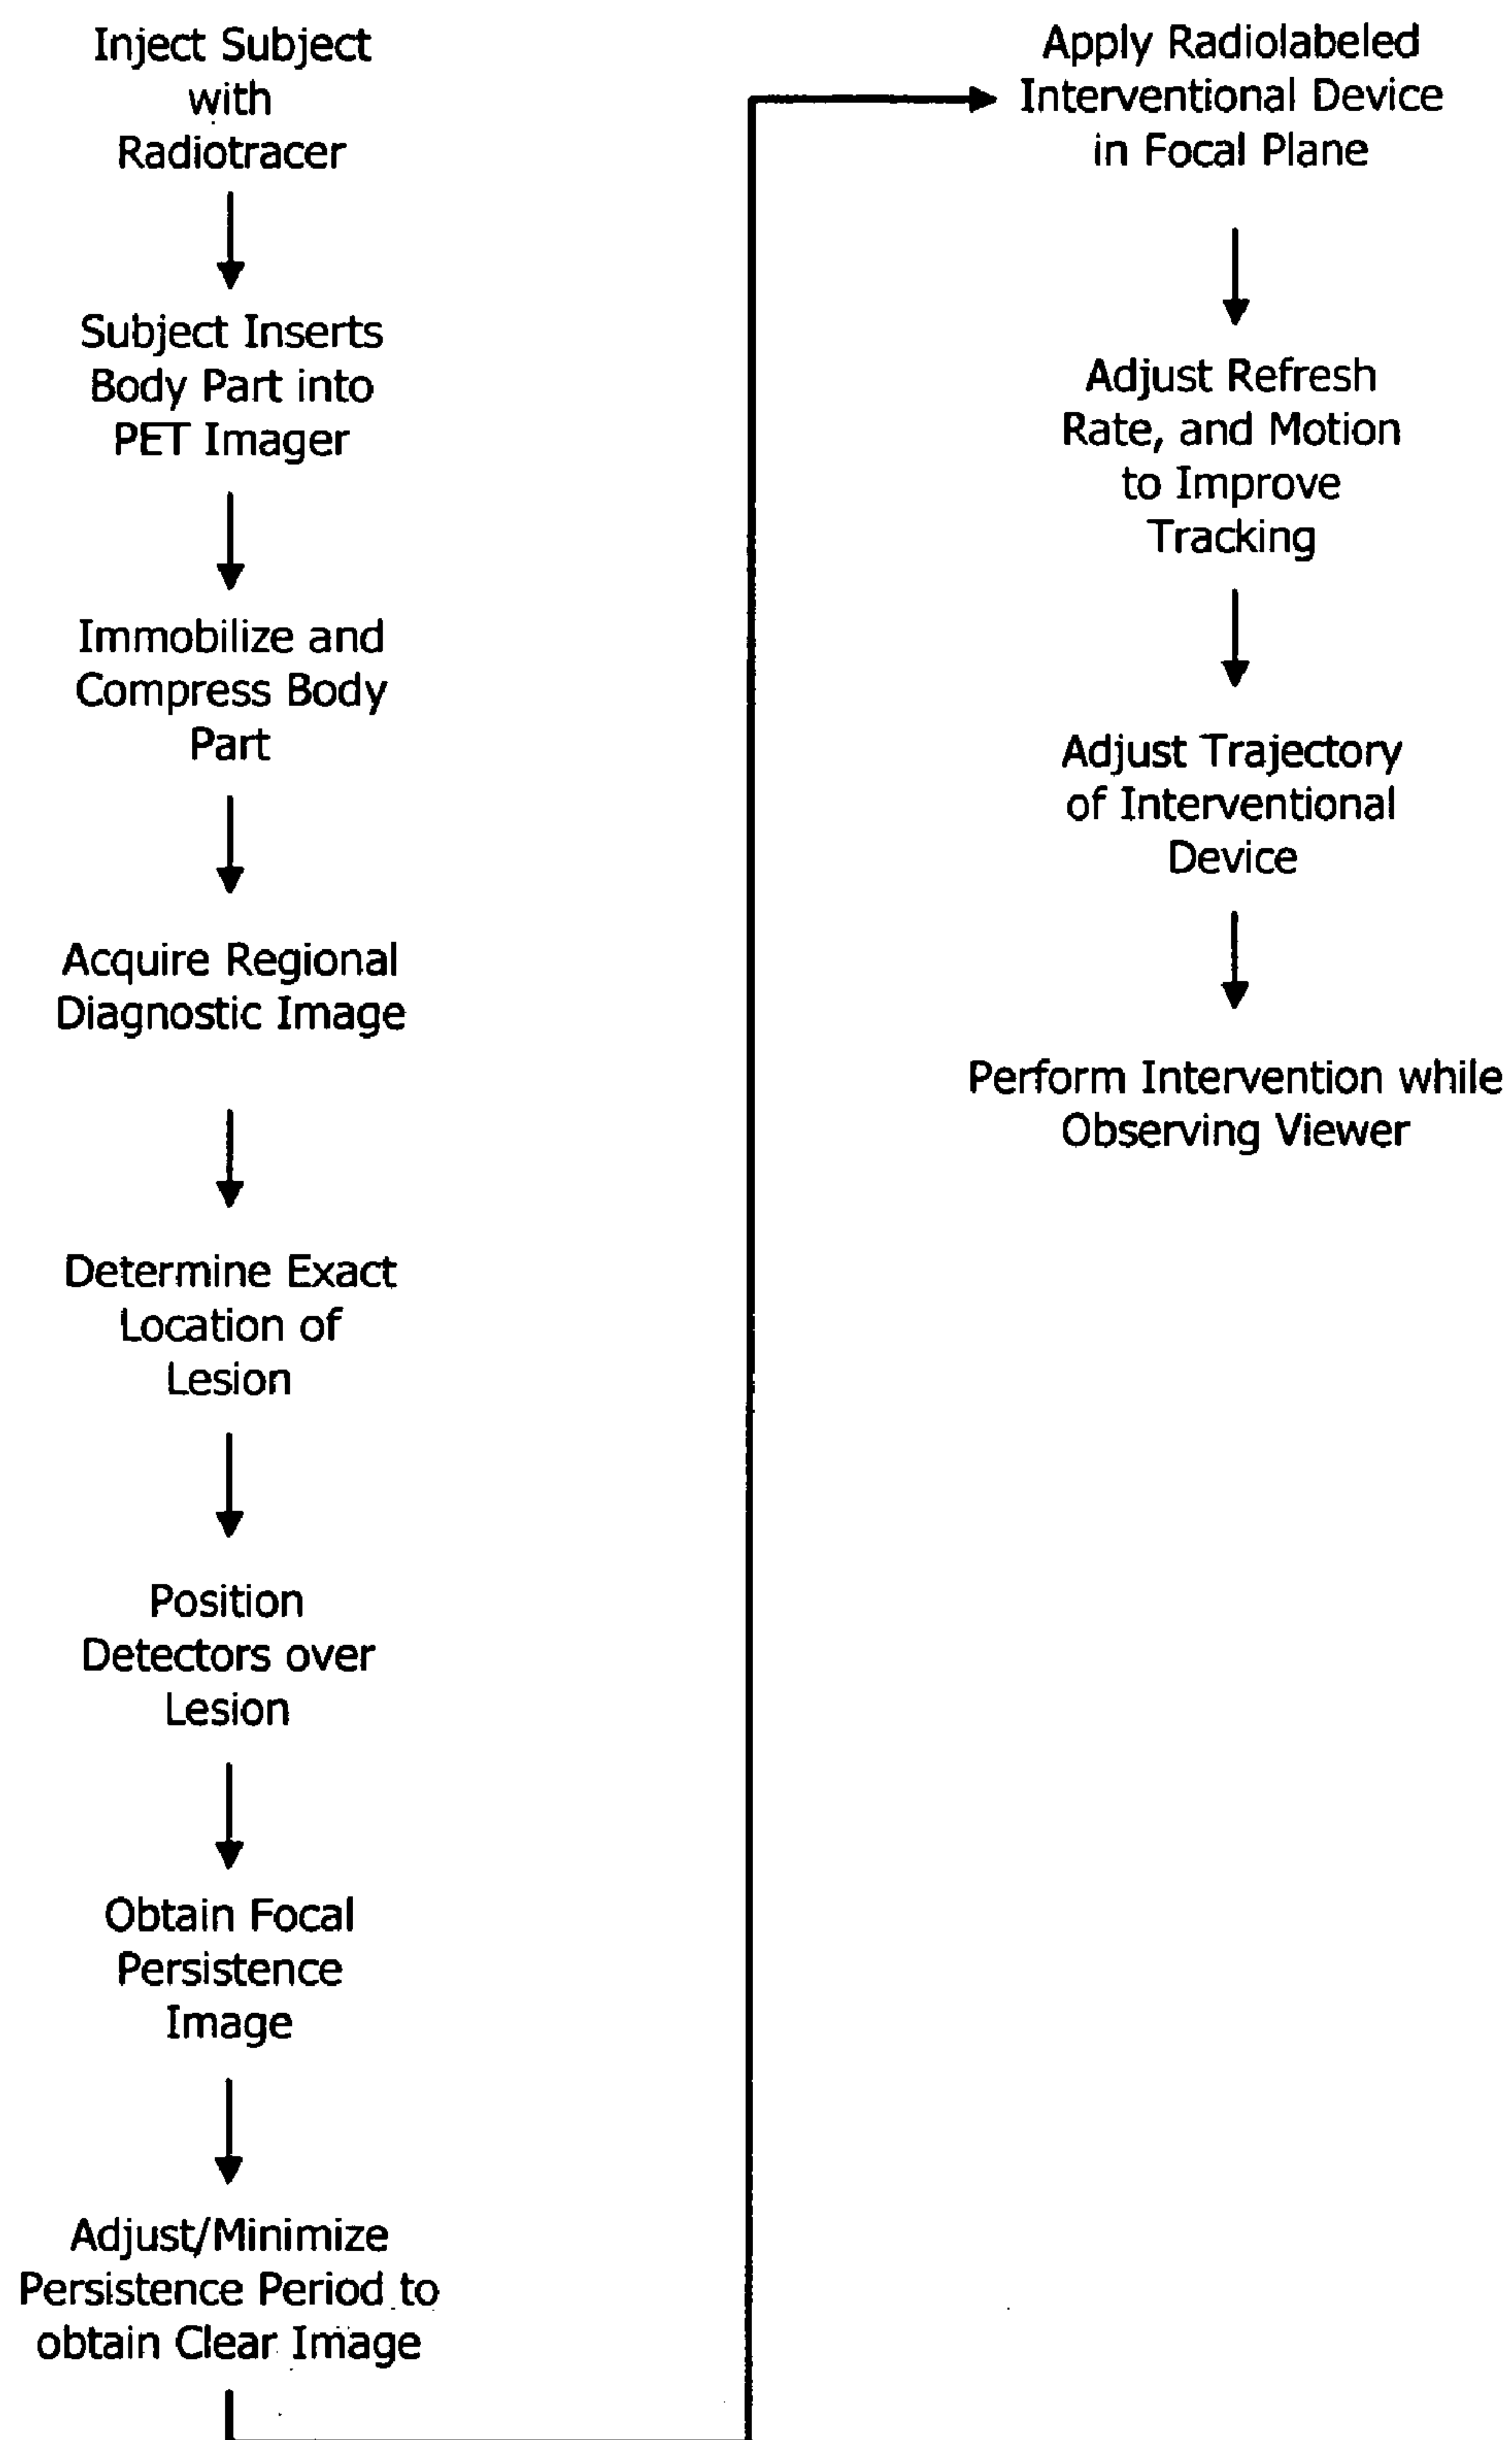 Inject Subject
with
Radiotracer
Subject Inserts
Body Part into
PET Imager
Immobilize and
Compress Body
Part
Acquire Regional
Diagnostic Image
Determine Exact
Location of
Lesion
Position
Detectors over
Lesion
Obtain Focal
Persistence
Image
Adjust/Minimize
Persistence Period to
obtain Clear Image
Apply Radiolabeled
Interventional Device
in Focal Plane
Adjust Refresh
Rate, and Motion
to Improve
Tracking
Adjust Trajectory
of Interventional
Device
Perform Intervention while
Observing Viewer